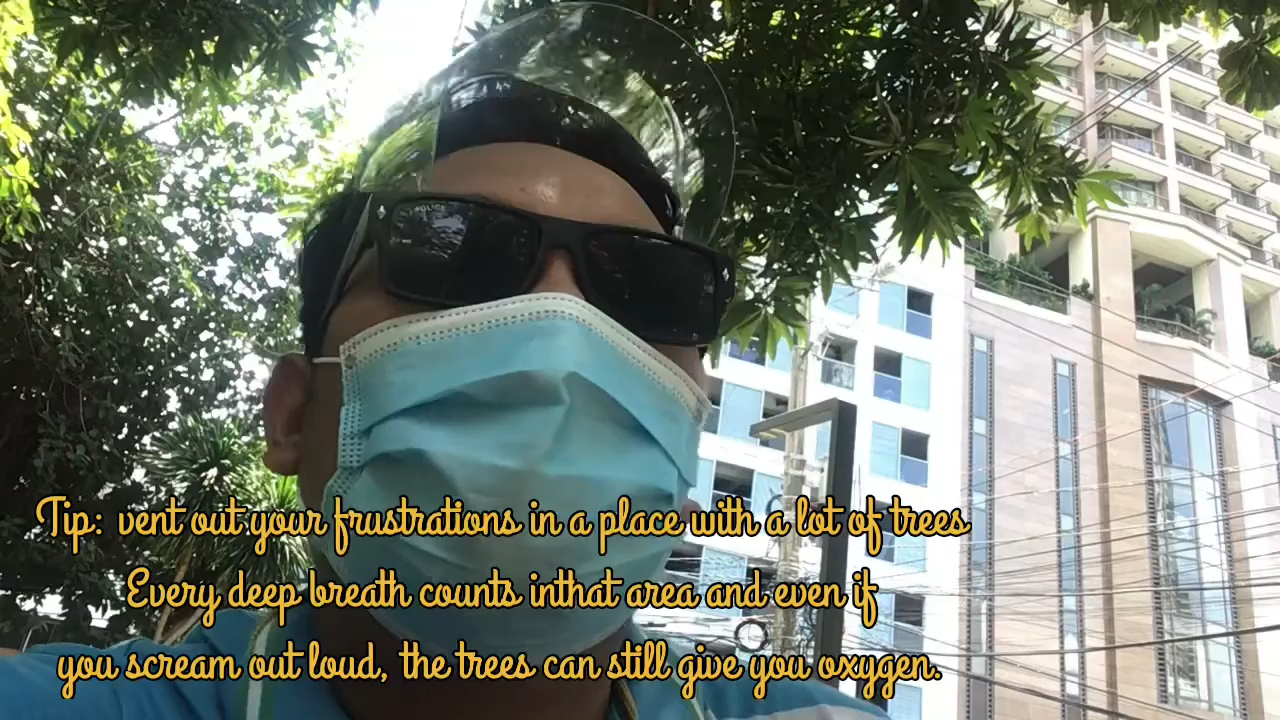 POLICE
Tip: vent out your frustrations in a place with a lot of trees
Every deep breath counts inthat area and even if
you scream out loud, the trees can still give you oxygen.